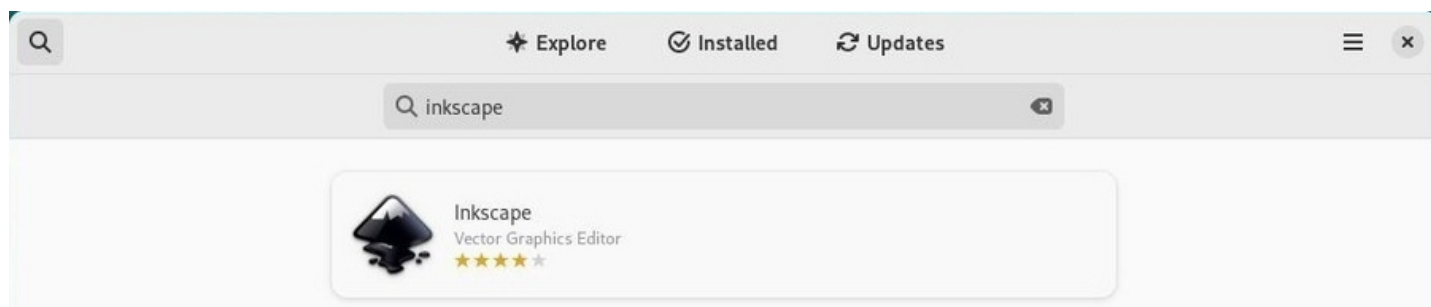 Explore Installed Updates
inkscape
Inkscape
Vector Graphics Editor